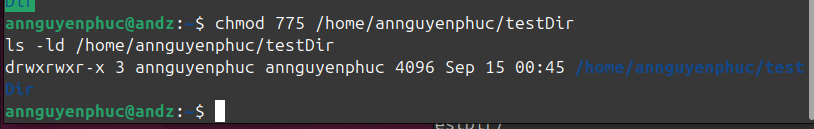 Dir
annguyenphuc@andz:~$ chmod 775 /home/annguyenphuc/testDir
ls -ld /home/annguyenphuc/testDir
drwxrwxr-x 3 annguyenphuc annguyenphuc 4096 Sep 15 00:45 /home/annguyenphuc/test
Dir
annguyenphuc@andz:~$
estDir/